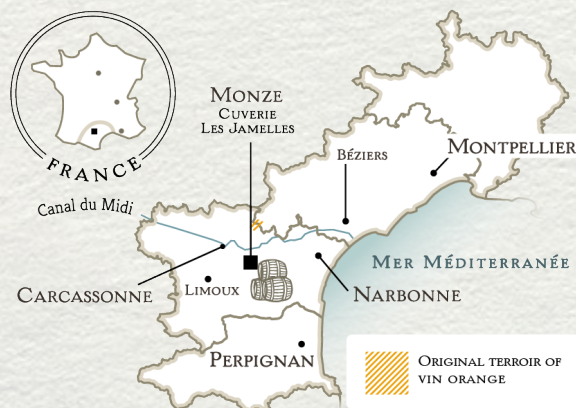 FRANCE
Canal du Midi
MONZE
CUVERIE
LES JAMELLES
BÉZIERS
MONTPELLIER
MER MÉDITERRANÉE
CARCASSONNE
LIMOUX
NARBONNE
PERPIGNAN
ORIGINAL TERROIR OF
VIN ORANGE